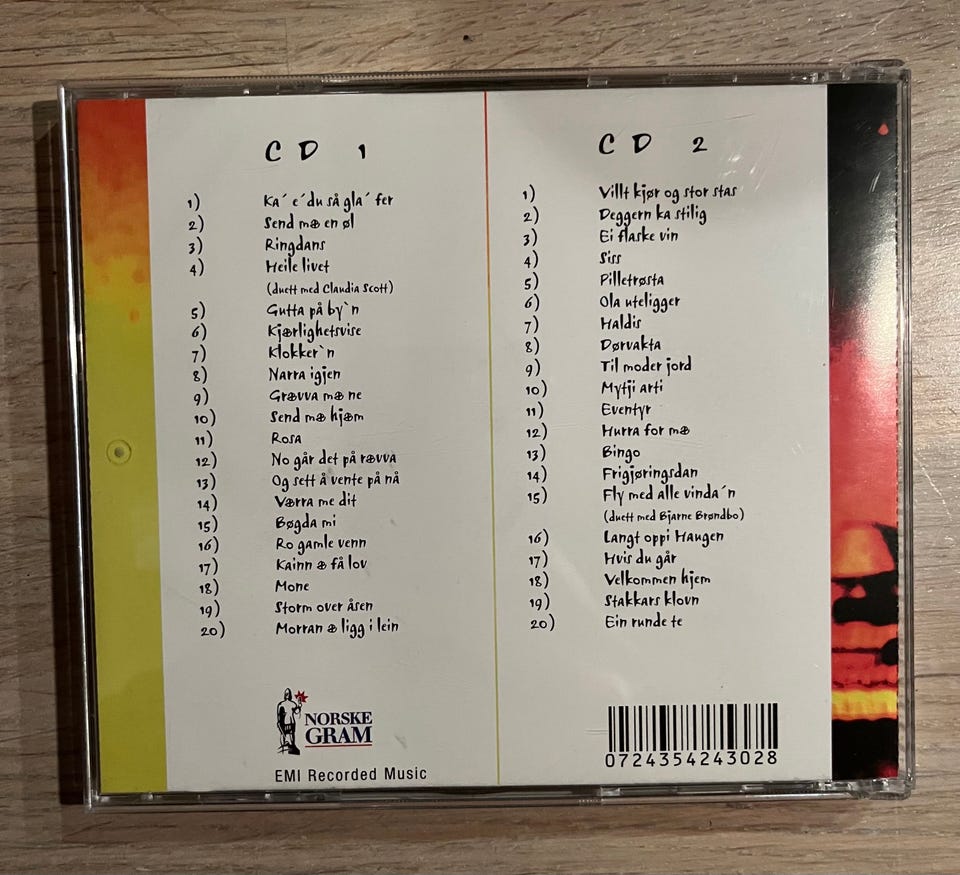 CD 1
1) Ka´ e´du så gla´ fer
2) Send mæ en øl
3) Ringdans
4) Heile livet
(duett med Claudia Scott)
5) Gutta på by`n
6) Kjærlighetsvise
7) Klokker`n
8) Narra igjen
9) Grævva mæ ne
10) Send mæ hjæm
11) Rosa
12) No går det på rævva
13) Og sett å vente på nå
14) Værra me dit
15) Bøgda mi
16) Ro gamle venn
17) Kainn æ få lov
18) Mone
19) Storm over åsen
20) Morran æ ligg i lein
NORSKE
GRAM
EMI Recorded Music
CD 2
1) Villt kjør og stor stas
2) Deggern ka stilig
3) Ei flaske vin
4) Siss
5) Pilletrøsta
6) Ola uteligger
7) Haldis
8) Dørvakta
9) Til moder jord
10) Mytji arti
11) Eventyr
12) Hurra for mæ
13) Bingo
14) Frigjøringsdan
15) Fly med alle vinda´n
(duett med Bjarne Brøndbo)
16) Langt oppi Haugen
17) Hvis du går
18) Velkommen hjem
19) Stakkars klovn
20) Ein runde te
0724354243028